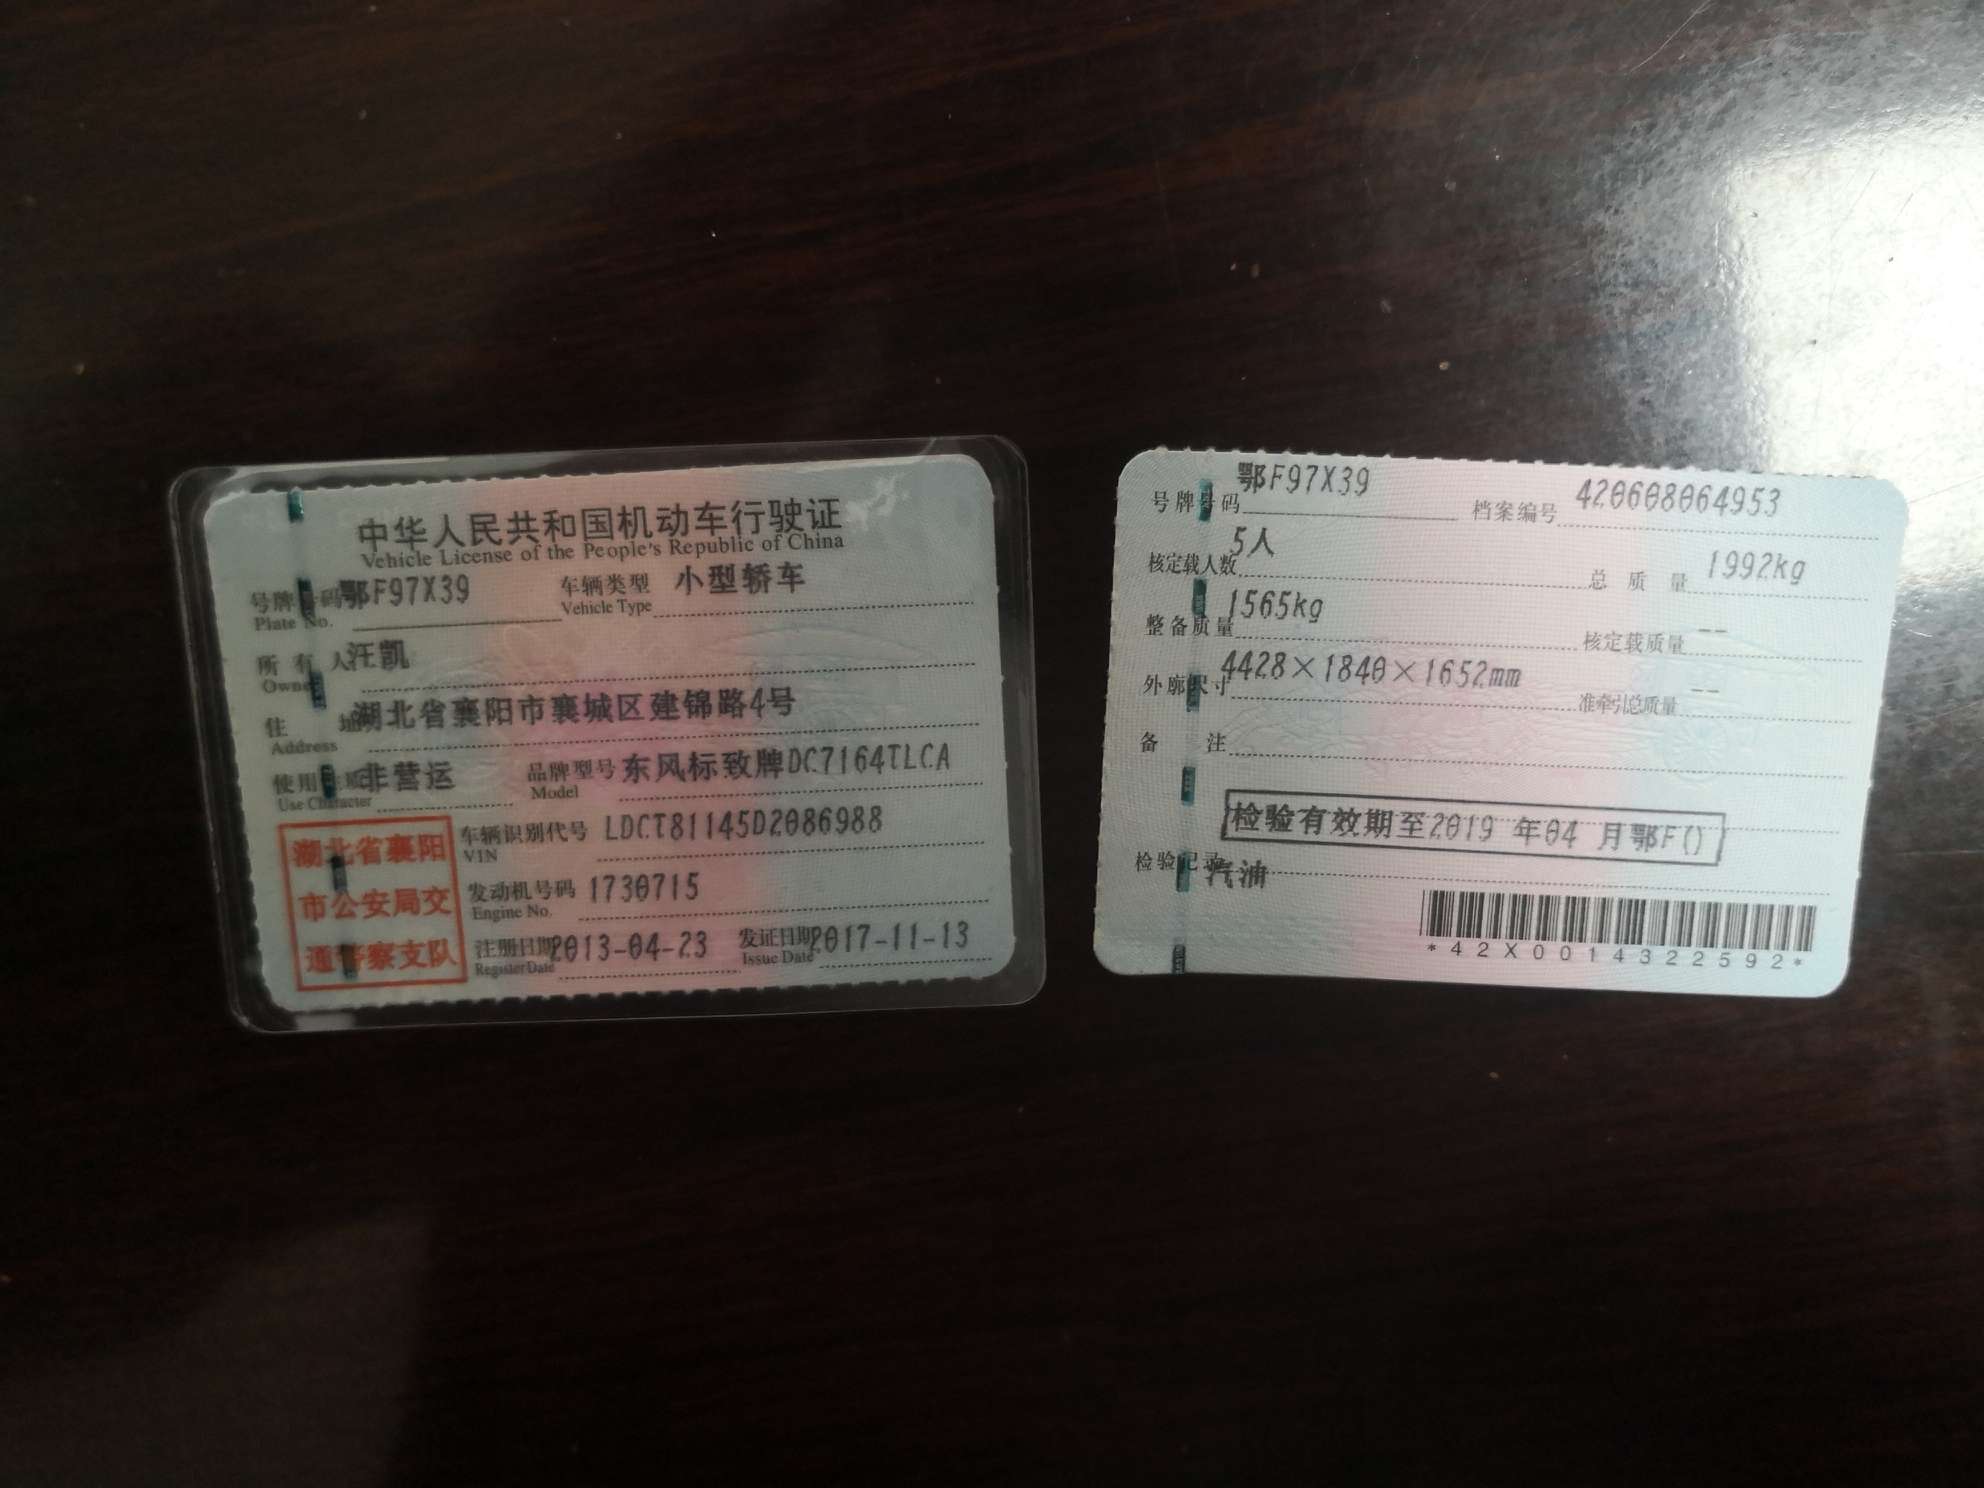 中华人民共和国机动车行驶证
Vehicle License of the People's Republic of China
号牌号码 鄂F97X39 车辆类型 小型轿车
Plate No. Vehicle Type
所有人 汪凯
Owner
住址 湖北省襄阳市襄城区建锦路4号
Address
使用性质 非营运 品牌型号 东风标致牌DC7164TLCA
Use Character Model
湖北省襄阳
市公安局交
通警察支队
车辆识别代号 LDCT81145D2086988
VIN
发动机号码 1730715
Engine No.
注册日期 2013-04-23 发证日期 2017-11-13
Register Date Issue Date
号牌号码 鄂F97X39 档案编号 420608064953
核定载人数 5人 总质量 1992kg
整备质量 1565kg 核定载质量 --
外廓尺寸 4428×1840×1652mm 准牵引总质量 --
备注
检验有效期至2019年04月鄂F()
检验记录 汽油
*42X0014322592*